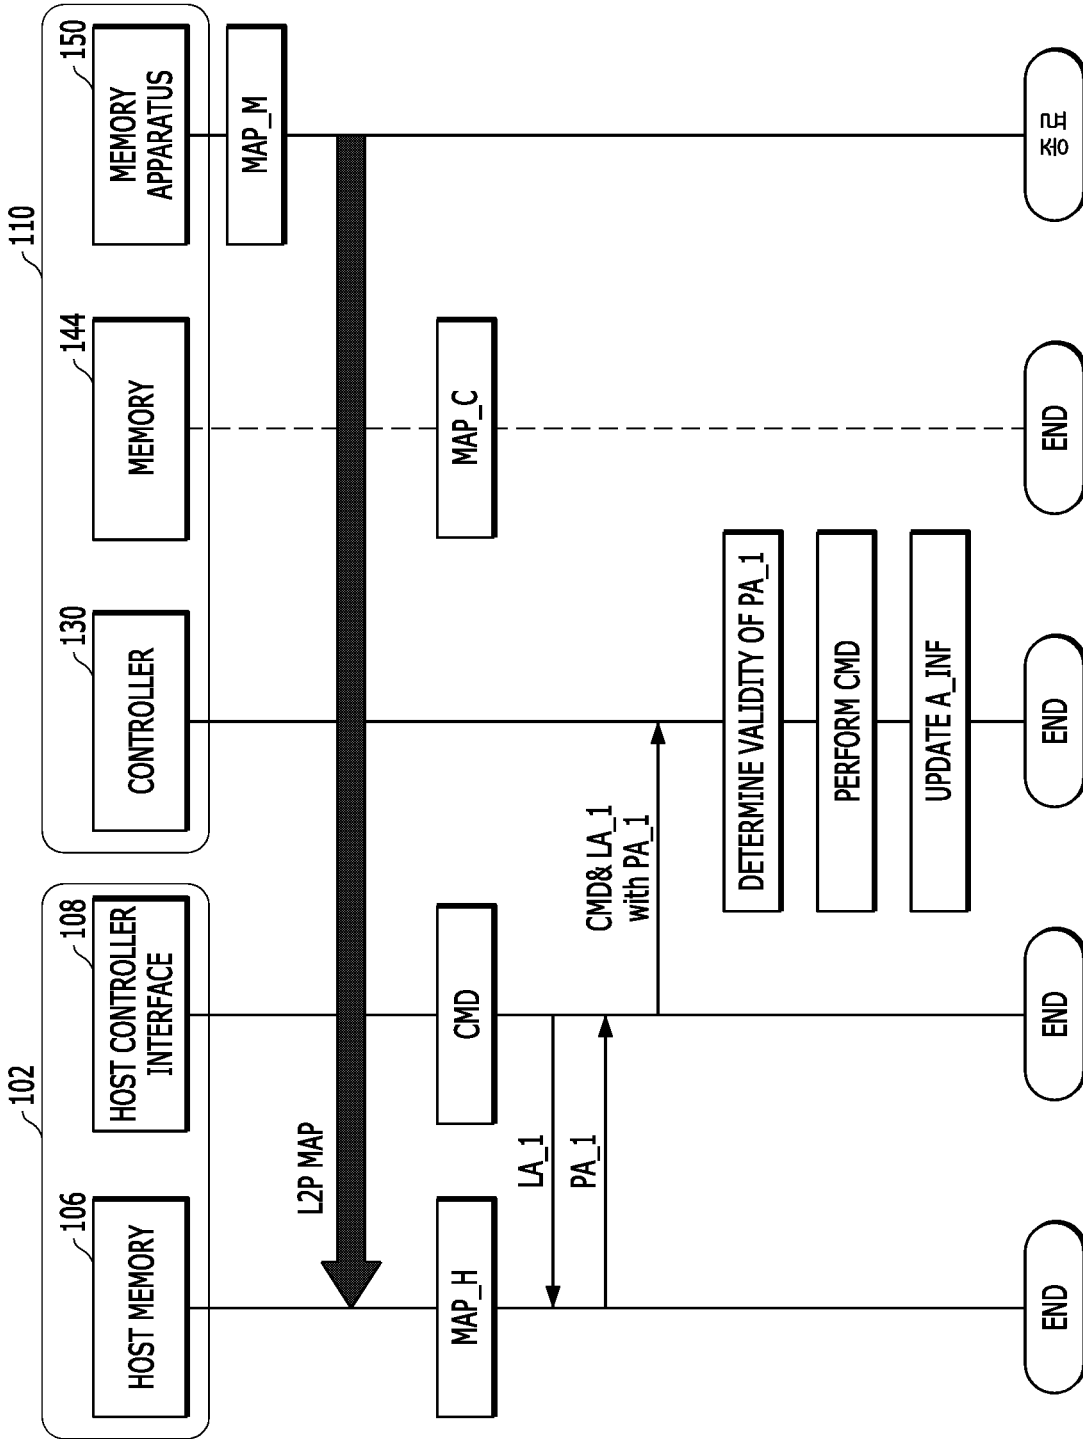 102
110
106
108
130
144
150
HOST MEMORY
HOST CONTROLLER
INTERFACE
CONTROLLER
MEMORY
MEMORY
APPARATUS
MAP_M
L2P MAP
MAP_H
CMD
MAP_C
LA_1
PA_1
CMD& LA_1
with PA_1
DETERMINE VALIDITY OF PA_1
PERFORM CMD
UPDATE A_INF
END
END
END
END
종료